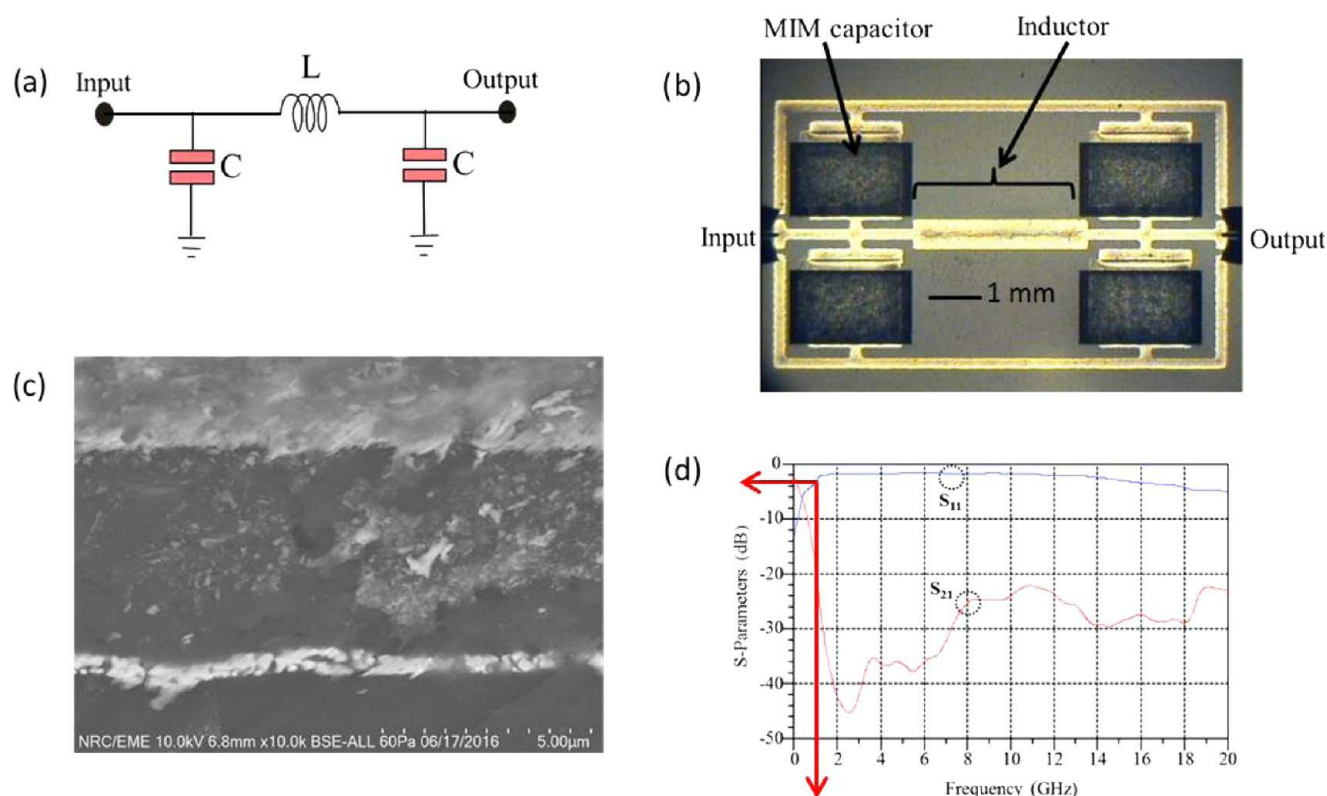 (a)
Input
L
Output
C
C
(b)
MIM capacitor
Inductor
Input
Output
1 mm
(c)
NRC/EME 10.0kV 6.8mm x10.0k BSE-ALL 60Pa 06/17/2016
5.00µm
(d)
S-Parameters (dB)
0
-10
-20
-30
-40
-50
S11
S21
0 2 4 6 8 10 12 14 16 18 20
Frequency (GHz)